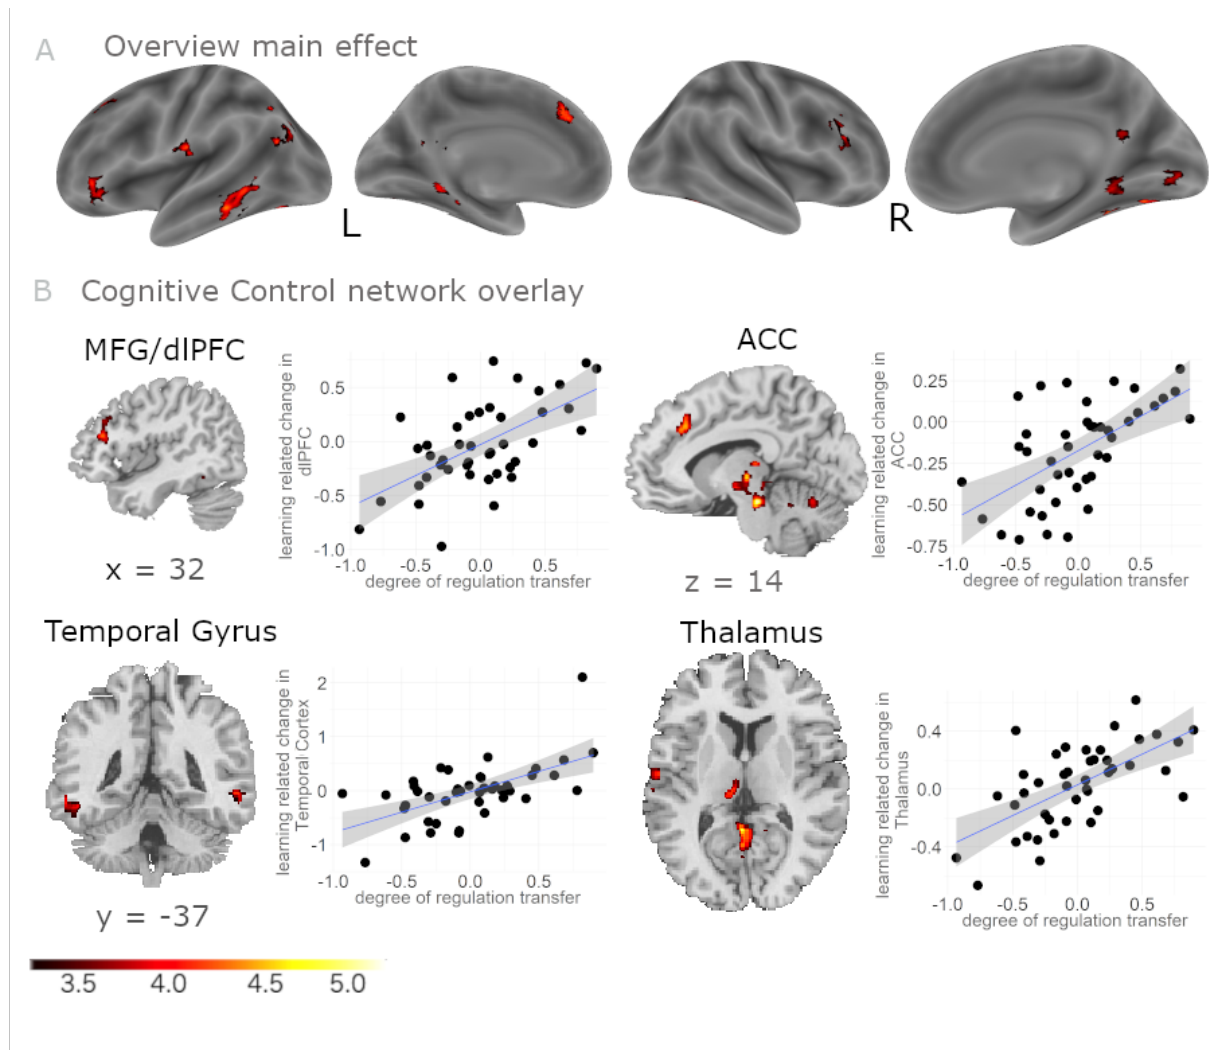 A Overview main effect
L
R
B Cognitive Control network overlay
MFG/dlPFC
learning related change in
dlPFC
0.5
0.0
-0.5
-1.0
-1.0 -0.5 0.0 0.5
degree of regulation transfer
x = 32
ACC
learning related change in
ACC
0.25
0.00
-0.25
-0.50
-0.75
-1.0 -0.5 0.0 0.5
degree of regulation transfer
z = 14
Temporal Gyrus
learning related change in
Temporal Cortex
2
1
0
-1
-1.0 -0.5 0.0 0.5
degree of regulation transfer
y = -37
Thalamus
learning related change in
Thalamus
0.4
0.0
-0.4
-1.0 -0.5 0.0 0.5
degree of regulation transfer
3.5 4.0 4.5 5.0